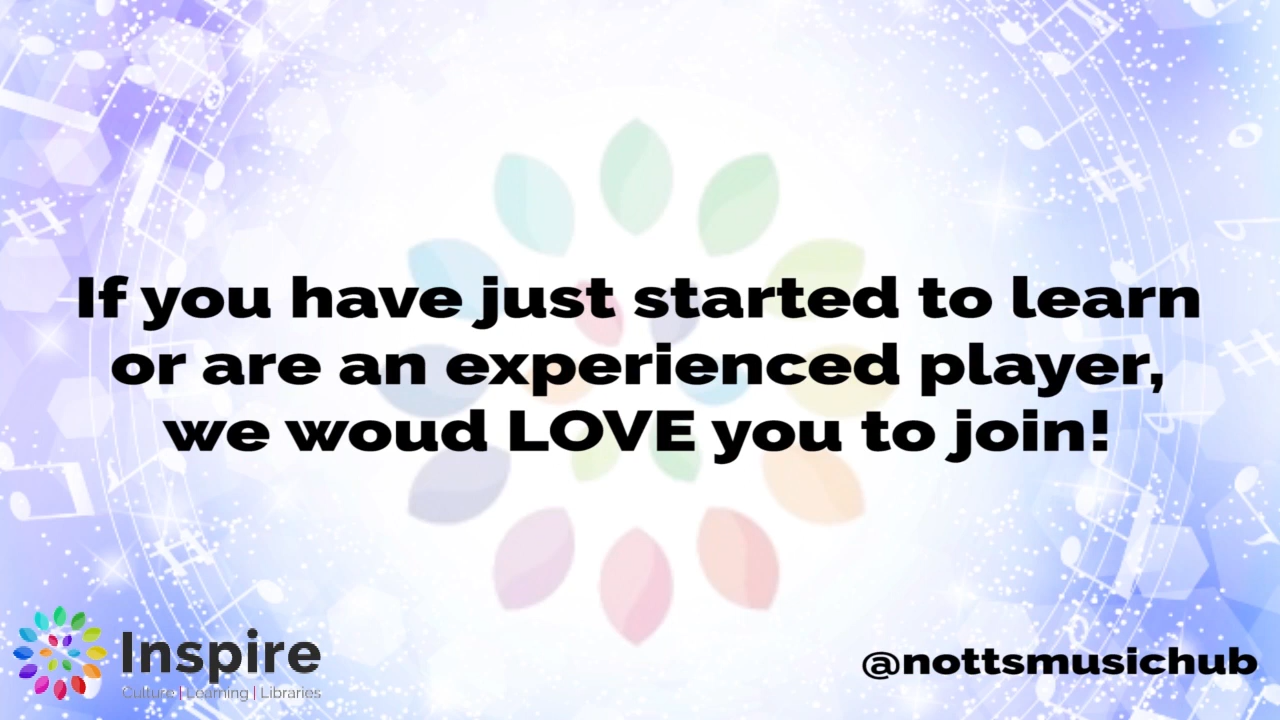 If you have just started to learn
or are an experienced player,
we woud LOVE you to join!
Inspire
Culture | Learning | Libraries
@nottsmusichub